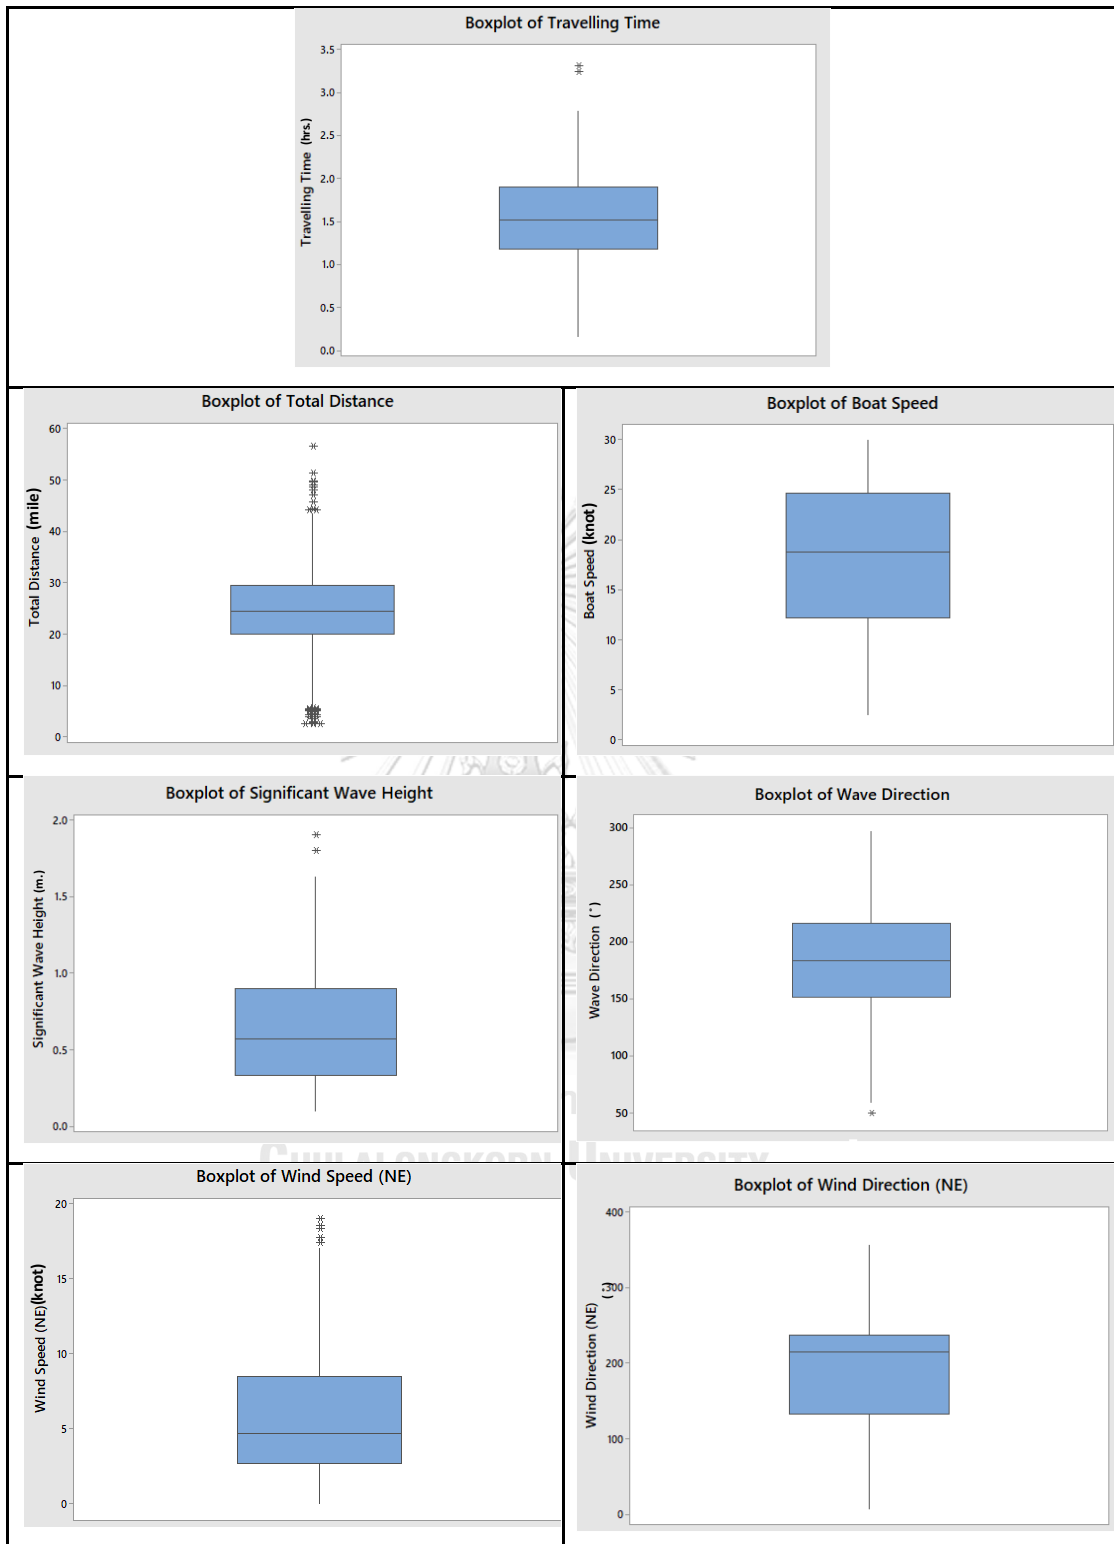 Boxplot of Travelling Time
Travelling Time (hrs.)
3.5
3.0
2.5
2.0
1.5
1.0
0.5
0.0
Boxplot of Total Distance
Total Distance (mile)
60
50
40
30
20
10
0
Boxplot of Boat Speed
Boat Speed (knot)
30
25
20
15
10
5
0
Boxplot of Significant Wave Height
Significant Wave Height (m.)
2.0
1.5
1.0
0.5
0.0
Boxplot of Wave Direction
Wave Direction (°)
300
250
200
150
100
50
CHULALONGKORN UNIVERSITY
Boxplot of Wind Speed (NE)
Wind Speed (NE)(knot)
20
15
10
5
0
Boxplot of Wind Direction (NE)
Wind Direction (NE)
(°)
400
300
200
100
0